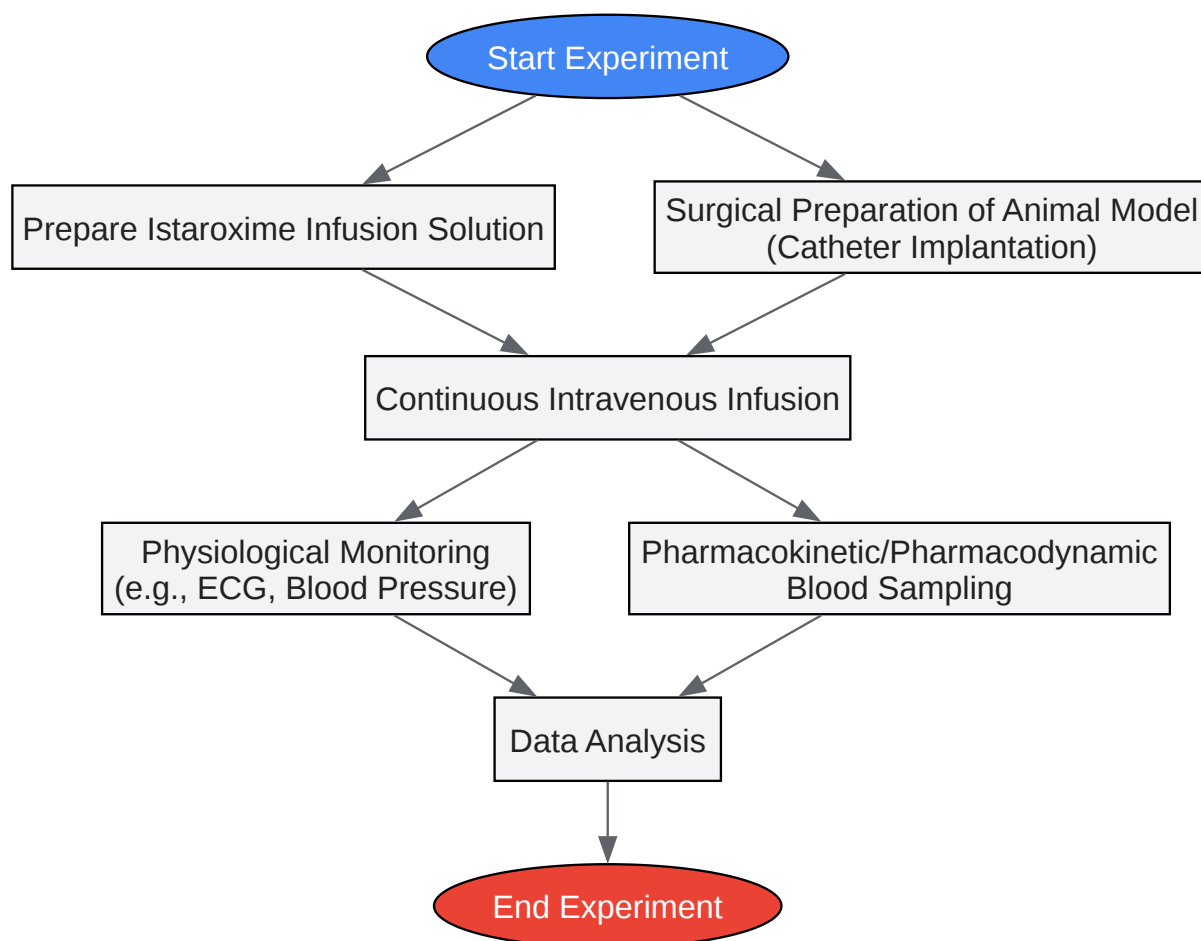 Start Experiment
Prepare Istaroxime Infusion Solution
Surgical Preparation of Animal Model
(Catheter Implantation)
Continuous Intravenous Infusion
Physiological Monitoring
(e.g., ECG, Blood Pressure)
Pharmacokinetic/Pharmacodynamic
Blood Sampling
Data Analysis
End Experiment